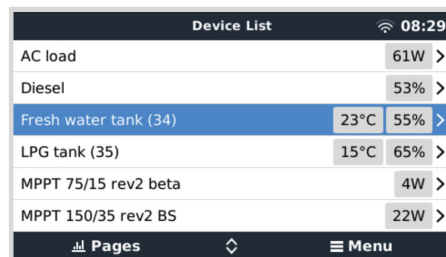 Device List 08:29
AC load 61W
Diesel 53%
Fresh water tank (34) 23°C 55%
LPG tank (35) 15°C 65%
MPPT 75/15 rev2 beta 4W
MPPT 150/35 rev2 BS 22W
Pages Menu